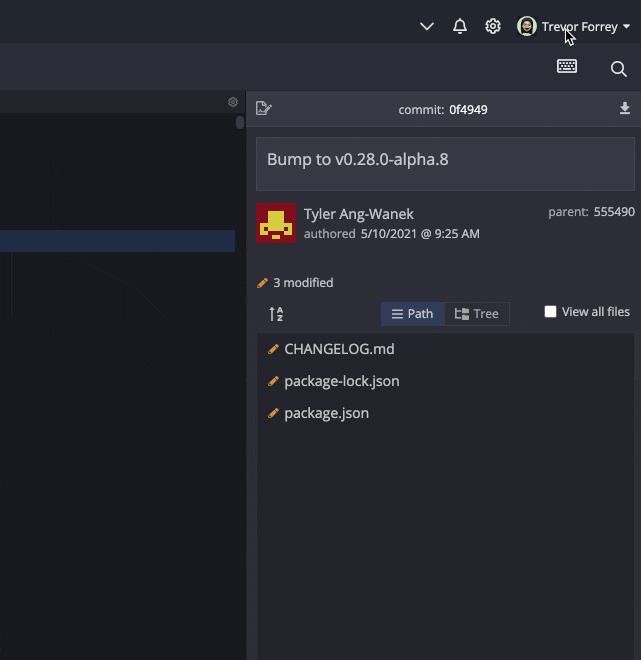 Trevor Forrey
commit: 0f4949
Bump to v0.28.0-alpha.8
Tyler Ang-Wanek
parent: 555490
authored 5/10/2021 @ 9:25 AM
3 modified
A
Z
Path
Tree
View all files
CHANGELOG.md
package-lock.json
package.json